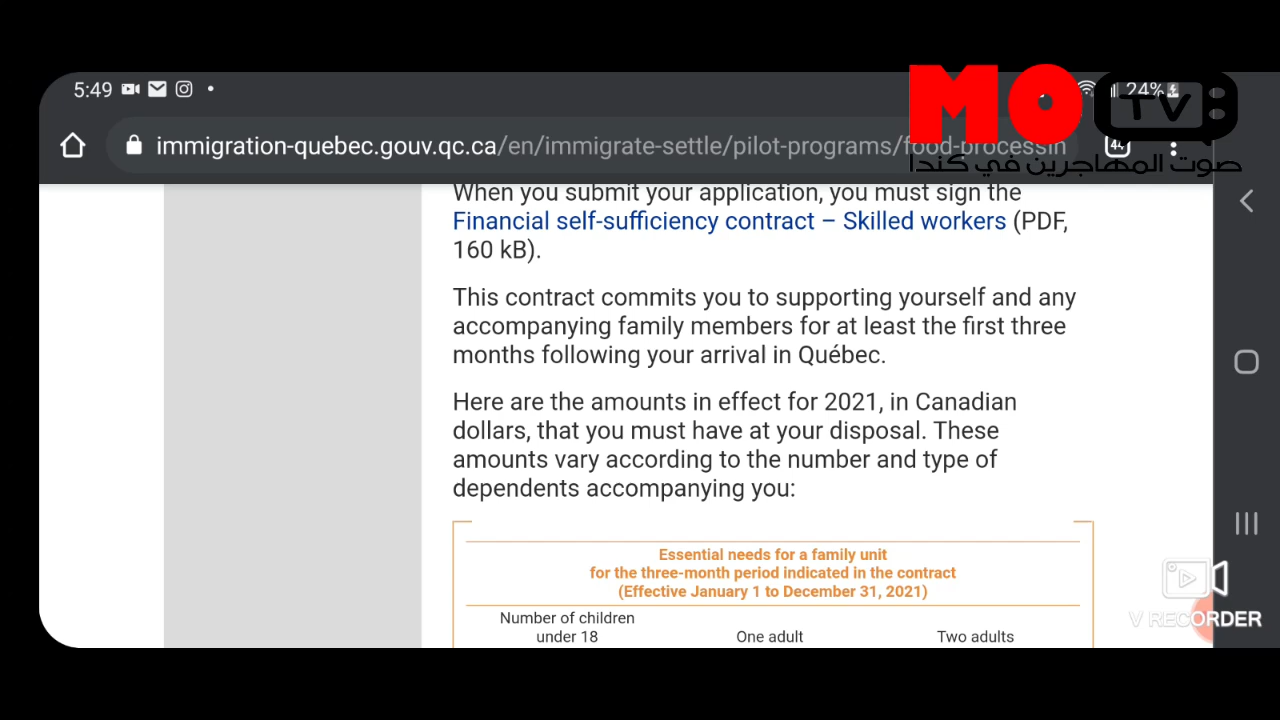 5:49
24%
MO TV
صوت المهاجرين في كندا
immigration-quebec.gouv.qc.ca/en/immigrate-settle/pilot-programs/food-processin
44
When you submit your application, you must sign the
Financial self-sufficiency contract – Skilled workers (PDF,
160 kB).
This contract commits you to supporting yourself and any
accompanying family members for at least the first three
months following your arrival in Québec.
Here are the amounts in effect for 2021, in Canadian
dollars, that you must have at your disposal. These
amounts vary according to the number and type of
dependents accompanying you:
Essential needs for a family unit
for the three-month period indicated in the contract
(Effective January 1 to December 31, 2021)
Number of children
under 18
One adult
Two adults
V RECORDER